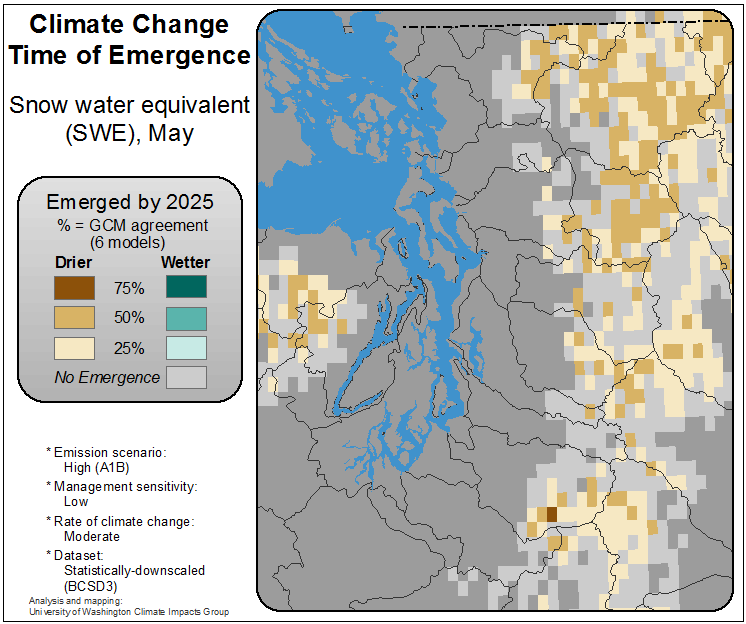 Climate Change
Time of Emergence
Snow water equivalent
(SWE), May
Emerged by 2025
% = GCM agreement
(6 models)
Drier Wetter
75%
50%
25%
No Emergence
* Emission scenario:
High (A1B)
* Management sensitivity:
Low
* Rate of climate change:
Moderate
* Dataset:
Statistically-downscaled
(BCSD3)
Analysis and mapping:
University of Washington Climate Impacts Group